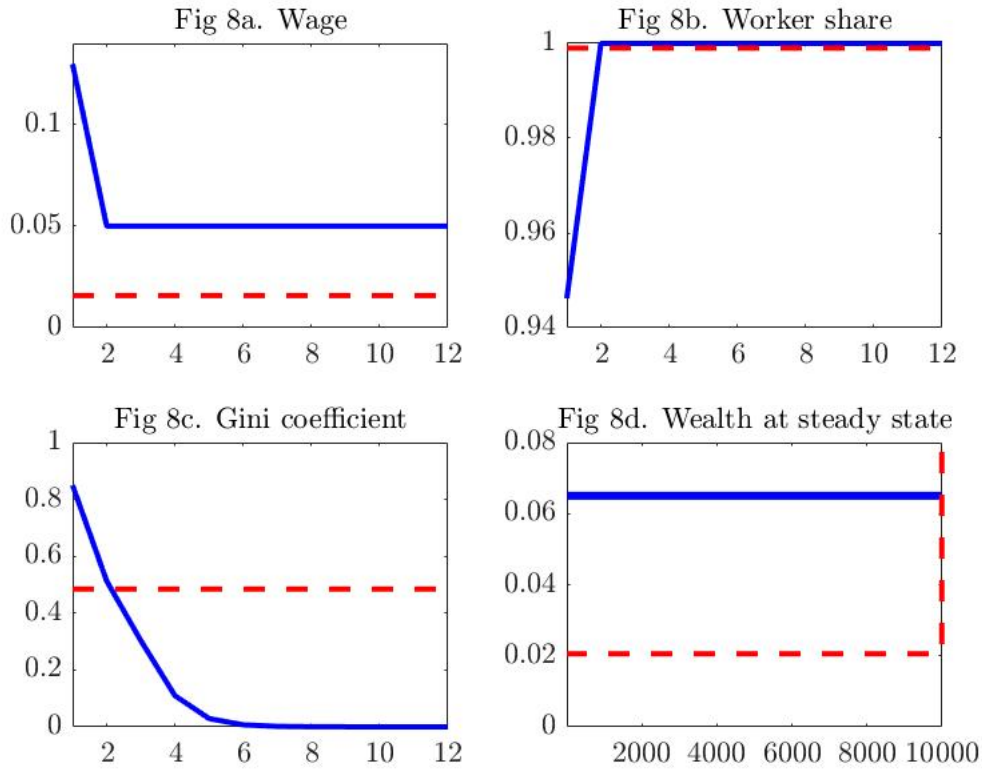 Fig 8a. Wage
0.1
0.05
0
2 4 6 8 10 12
Fig 8b. Worker share
1
0.98
0.96
0.94
2 4 6 8 10 12
Fig 8c. Gini coefficient
1
0.8
0.6
0.4
0.2
0
2 4 6 8 10 12
Fig 8d. Wealth at steady state
0.08
0.06
0.04
0.02
0
2000 4000 6000 8000 10000